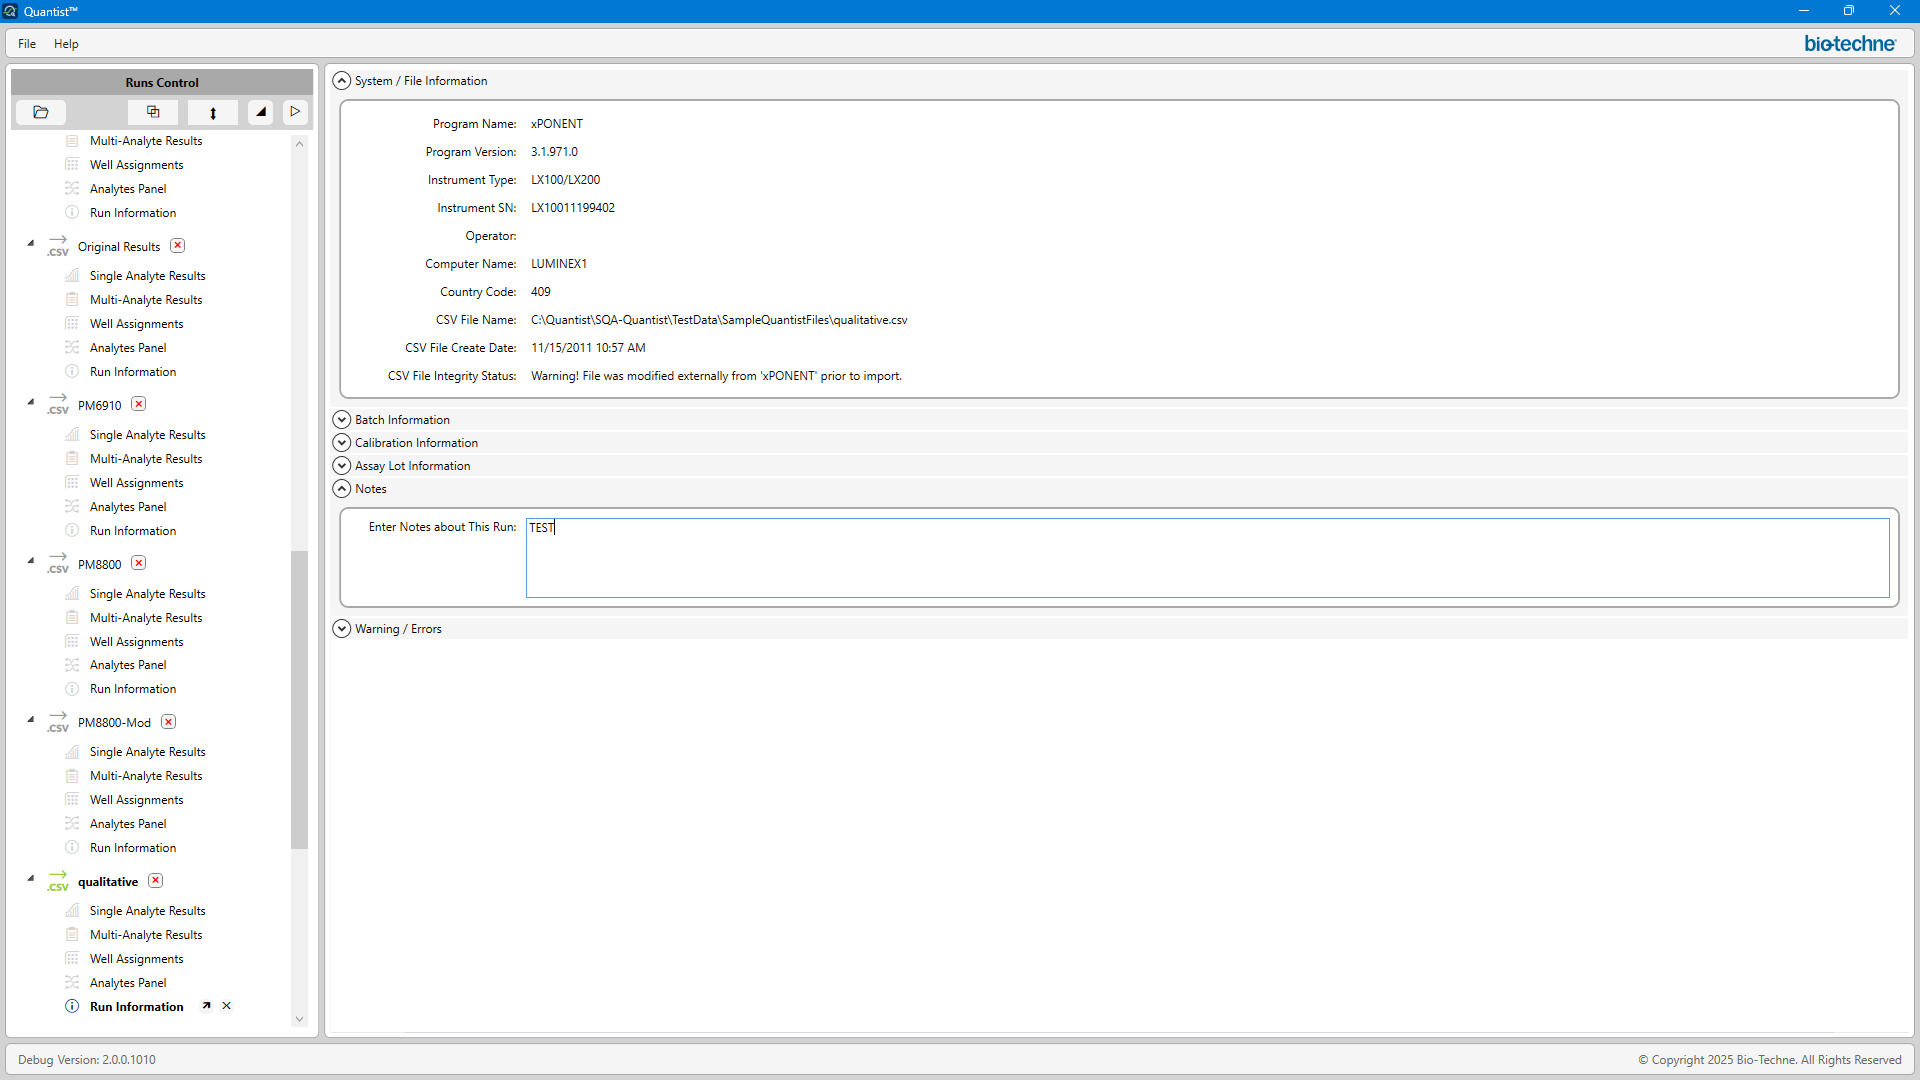 Quantist™
File Help
bio-techne
Runs Control
Multi-Analyte Results
Well Assignments
Analytes Panel
Run Information
.CSV Original Results
Single Analyte Results
Multi-Analyte Results
Well Assignments
Analytes Panel
Run Information
.CSV PM6910
Single Analyte Results
Multi-Analyte Results
Well Assignments
Analytes Panel
Run Information
.CSV PM8800
Single Analyte Results
Multi-Analyte Results
Well Assignments
Analytes Panel
Run Information
.CSV PM8800-Mod
Single Analyte Results
Multi-Analyte Results
Well Assignments
Analytes Panel
Run Information
.CSV qualitative
Single Analyte Results
Multi-Analyte Results
Well Assignments
Analytes Panel
Run Information
System / File Information
Program Name: xPONENT
Program Version: 3.1.971.0
Instrument Type: LX100/LX200
Instrument SN: LX10011199402
Operator:
Computer Name: LUMINEX1
Country Code: 409
CSV File Name: C:\Quantist\SQA-Quantist\TestData\SampleQuantistFiles\qualitative.csv
CSV File Create Date: 11/15/2011 10:57 AM
CSV File Integrity Status: Warning! File was modified externally from 'xPONENT' prior to import.
Batch Information
Calibration Information
Assay Lot Information
Notes
Enter Notes about This Run: TEST
Warning / Errors
Debug Version: 2.0.0.1010
© Copyright 2025 Bio-Techne. All Rights Reserved